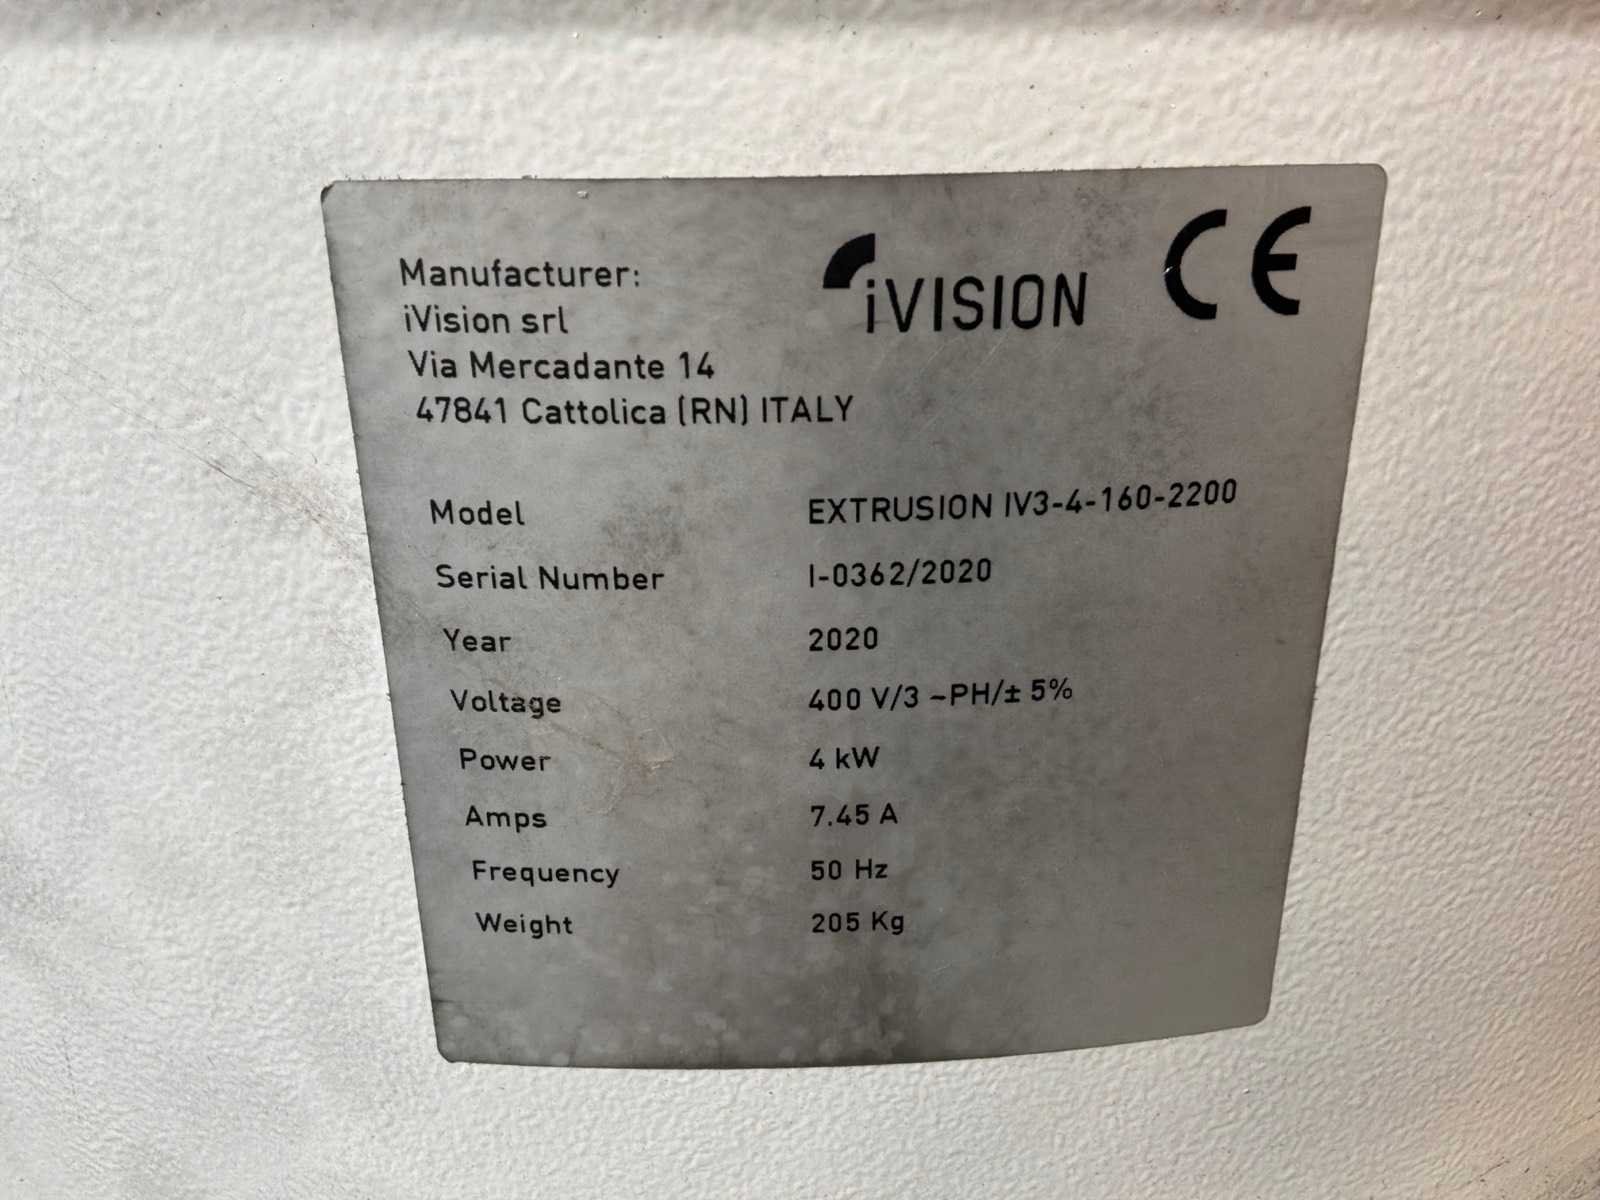 Manufacturer:
iVision srl
Via Mercadante 14
47841 Cattolica (RN) ITALY
iVISION
CE
Model EXTRUSION IV3-4-160-2200
Serial Number I-0362/2020
Year 2020
Voltage 400 V/3 ~PH/± 5%
Power 4 kW
Amps 7.45 A
Frequency 50 Hz
Weight 205 Kg